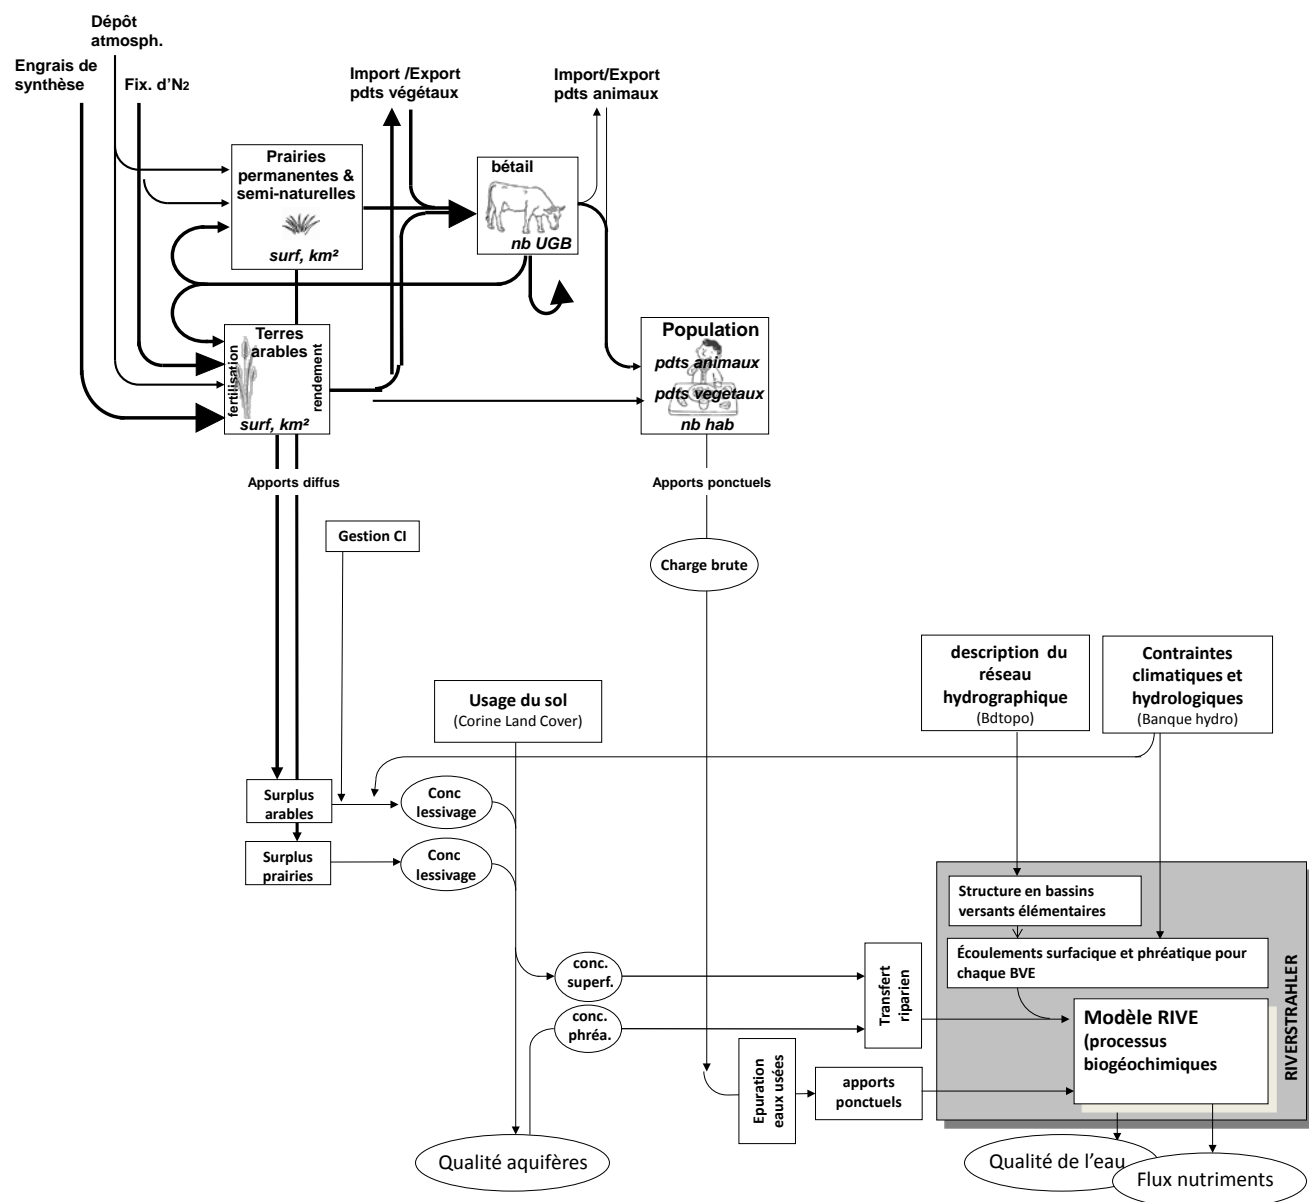 Dépôt
atmosph.
Engrais de
synthèse
Fix. d'N2
Import /Export
pdts végétaux
Import/Export
pdts animaux
Prairies
permanentes &
semi-naturelles
surf, km²
bétail
nb UGB
Terres
arables
fertilisation
rendement
surf, km²
Population
pdts animaux
pdts vegetaux
nb hab
Apports diffus
Apports ponctuels
Gestion CI
Charge brute
description du
réseau
hydrographique
(Bdtopo)
Contraintes
climatiques et
hydrologiques
(Banque hydro)
Usage du sol
(Corine Land Cover)
Surplus
arables
Conc
lessivage
Surplus
prairies
Conc
lessivage
Structure en bassins
versants élémentaires
Écoulements surfacique et phréatique pour
chaque BVE
conc.
superf.
conc.
phréa.
Transfert
riparien
Modèle RIVE
(processus
biogéochimiques
RIVERSTRAHLER
Epuration
eaux usées
apports
ponctuels
Qualité aquifères
Qualité de l'eau
Flux nutriments